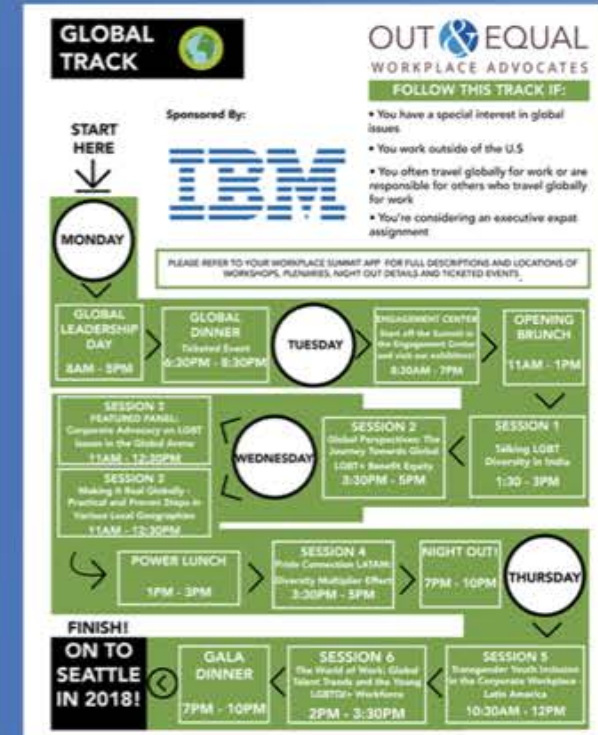 GLOBAL
TRACK
OUT & EQUAL
WORKPLACE ADVOCATES
FOLLOW THIS TRACK IF:
• You have a special interest in global
issues
• You work outside of the U.S
• You often travel globally for work or are
responsible for others who travel globally
for work
• You're considering an executive expat
assignment
Sponsored By:
IBM
START
HERE
MONDAY
PLEASE REFER TO YOUR WORKPLACE SUMMIT APP FOR FULL DESCRIPTIONS AND LOCATIONS OF
WORKSHOPS, PLENARIES, NIGHT OUT DETAILS AND TICKETED EVENTS.
GLOBAL
LEADERSHIP
DAY
8AM - 5PM
GLOBAL
DINNER
Ticketed Event
6:30PM - 8:30PM
TUESDAY
ENGAGEMENT CENTER
Start off the Summit in
the Engagement Center
and visit our exhibitors!
8:30AM - 7PM
OPENING
BRUNCH
11AM - 1PM
SESSION 1
Talking LGBT
Diversity in India
1:30 - 3PM
SESSION 2
Global Perspectives: The
Journey Towards Global
LGBT+ Benefit Equity
3:30PM - 5PM
WEDNESDAY
SESSION 3
FEATURED PANEL:
Corporate Advocacy on LGBT
Issues in the Global Arena
11AM - 12:30PM
SESSION 3
Making it Real Globally -
Practical and Proven Steps in
Various Local Geographies
11AM - 12:30PM
POWER LUNCH
1PM - 3PM
SESSION 4
Pride Connection LATAM:
Diversity Multiplier Effect
3:30PM - 5PM
NIGHT OUT!
7PM - 10PM
THURSDAY
SESSION 5
Transgender Youth Inclusion
in the Corporate Workplace -
Latin America
10:30AM - 12PM
SESSION 6
The World of Work: Global
Talent Trends and the Young
LGBTQI+ Workforce
2PM - 3:30PM
GALA
DINNER
7PM - 10PM
FINISH!
ON TO
SEATTLE
IN 2018!